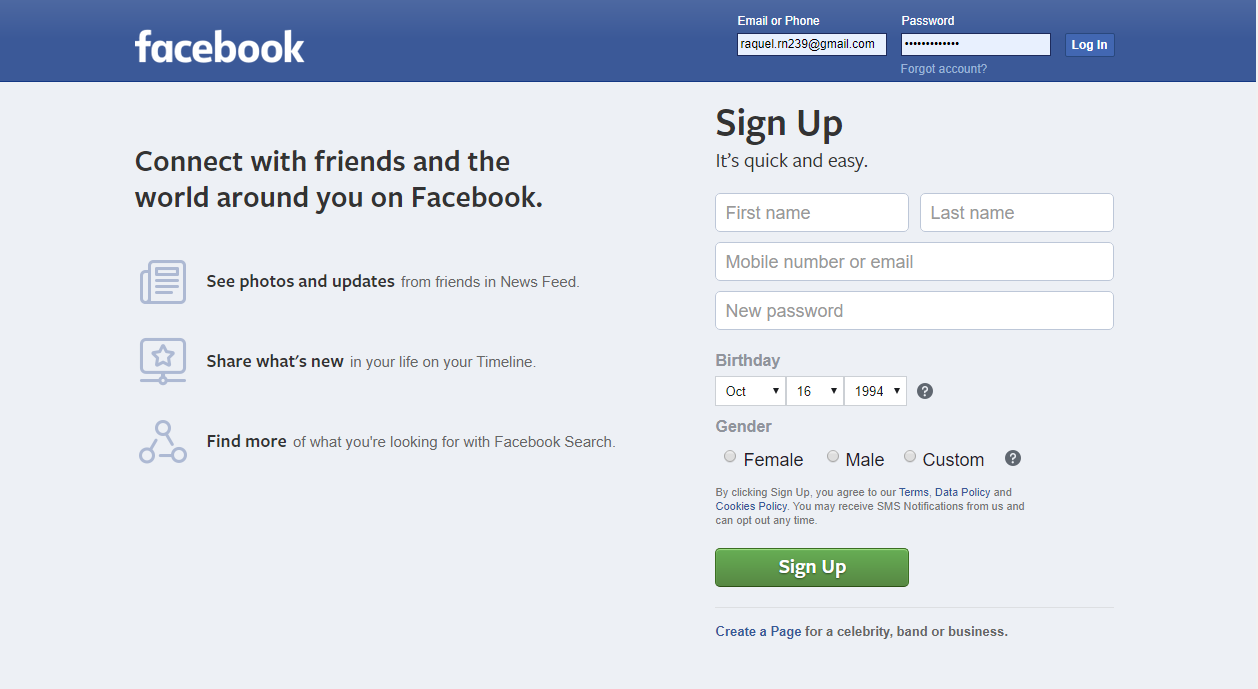 facebook
Email or Phone
Password
raquel.rn239@gmail.com
•••••••••••••
Log In
Forgot account?
Connect with friends and the
world around you on Facebook.
See photos and updates from friends in News Feed.
Share what's new in your life on your Timeline.
Find more of what you're looking for with Facebook Search.
Sign Up
It's quick and easy.
First name
Last name
Mobile number or email
New password
Birthday
Oct 16 1994 ?
Gender
Female Male Custom ?
By clicking Sign Up, you agree to our Terms, Data Policy and
Cookies Policy. You may receive SMS Notifications from us and
can opt out any time.
Sign Up
Create a Page for a celebrity, band or business.